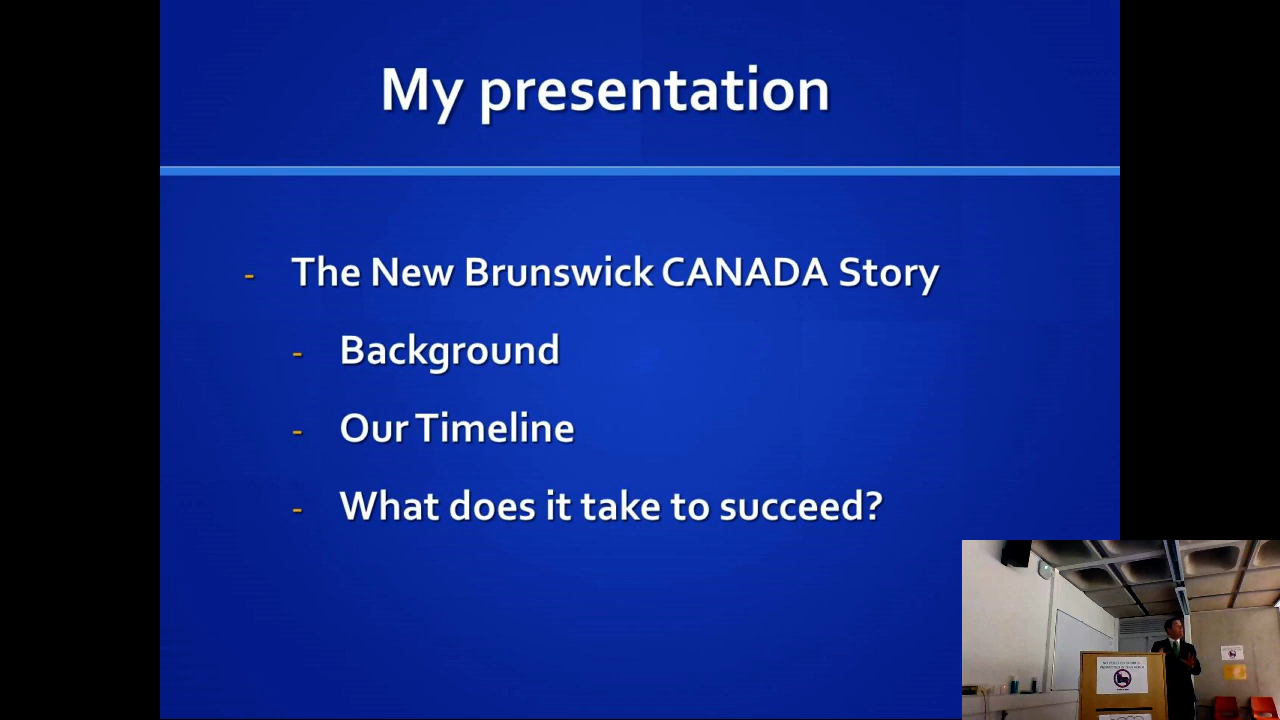 My presentation
- The New Brunswick CANADA Story
- Background
- Our Timeline
- What does it take to succeed?